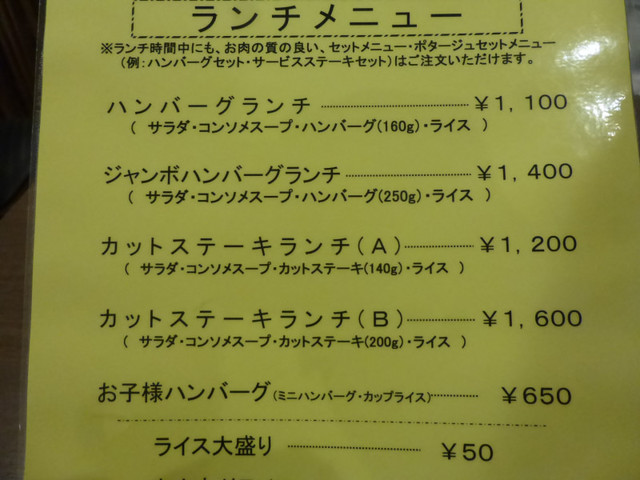 ランチメニュー
※ランチ時間中にも、お肉の質の良い、セットメニュー・ポタージュセットメニュー
(例:ハンバーグセット・サービスステーキセット)はご注文いただけます。
ハンバーグランチ ¥1,100
( サラダ・コンソメスープ・ハンバーグ(160g)・ライス )
ジャンボハンバーグランチ ¥1,400
( サラダ・コンソメスープ・ハンバーグ(250g)・ライス )
カットステーキランチ(A) ¥1,200
( サラダ・コンソメスープ・カットステーキ(140g)・ライス )
カットステーキランチ(B) ¥1,600
( サラダ・コンソメスープ・カットステーキ(200g)・ライス )
お子様ハンバーグ(ミニハンバーグ・カップライス) ¥650
ライス大盛り ¥50